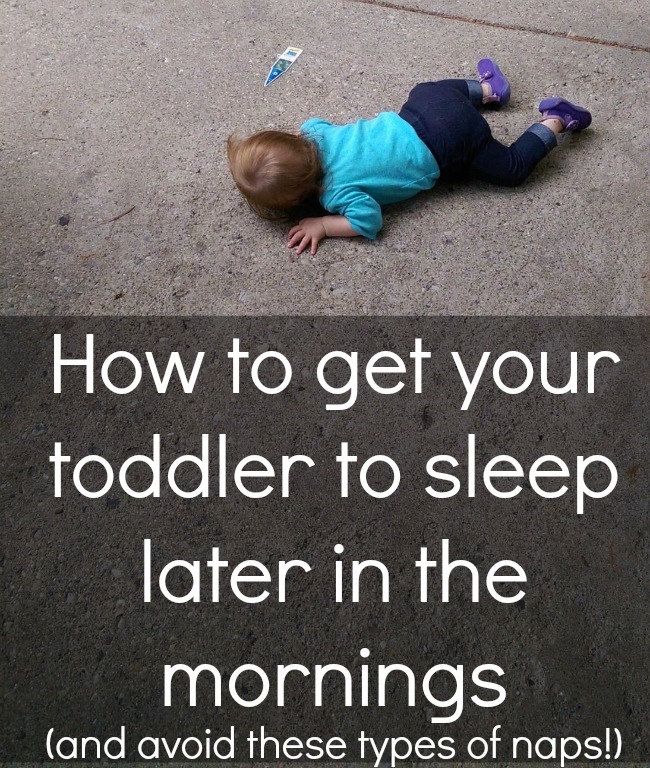 How to get your
toddler to sleep
later in the
mornings
(and avoid these types of naps!)